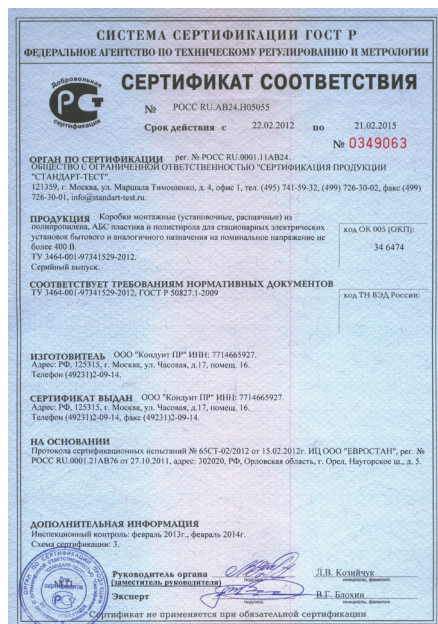 СИСТЕМА СЕРТИФИКАЦИИ ГОСТ Р
ФЕДЕРАЛЬНОЕ АГЕНТСТВО ПО ТЕХНИЧЕСКОМУ РЕГУЛИРОВАНИЮ И МЕТРОЛОГИИ
Добровольная
сертификация
СЕРТИФИКАТ СООТВЕТСТВИЯ
№ РОСС RU.АВ24.Н05055
Срок действия с 22.02.2012 по 21.02.2015
№ 0349063
ОРГАН ПО СЕРТИФИКАЦИИ рег. № РОСС RU.0001.11АВ24.
ОБЩЕСТВО С ОГРАНИЧЕННОЙ ОТВЕТСТВЕННОСТЬЮ "СЕРТИФИКАЦИЯ ПРОДУКЦИИ
"СТАНДАРТ-ТЕСТ".
121359, г. Москва, ул. Маршала Тимошенко, д. 4, офис 1, тел. (495) 741-59-32, (499) 726-30-02, факс (499)
726-30-01, info@standart-test.ru.
ПРОДУКЦИЯ Коробки монтажные (установочные, распаячные) из
полипропилена, АБС пластика и полистирола для стационарных электрических
установок бытового и аналогичного назначения на номинальное напряжение не
более 400 В.
ТУ 3464-001-97341529-2012.
Серийный выпуск.
код ОК 005 (ОКП):
34 6474
СООТВЕТСТВУЕТ ТРЕБОВАНИЯМ НОРМАТИВНЫХ ДОКУМЕНТОВ
ТУ 3464-001-97341529-2012, ГОСТ Р 50827.1-2009
код ТН ВЭД России:
ИЗГОТОВИТЕЛЬ ООО "Кондуит ПР" ИНН: 7714665927.
Адрес: РФ, 125315, г. Москва, ул. Часовая, д.17, помещ. 16.
Телефон (49231)2-09-14.
СЕРТИФИКАТ ВЫДАН ООО "Кондуит ПР" ИНН: 7714665927.
Адрес: РФ, 125315, г. Москва, ул. Часовая, д.17, помещ. 16.
Телефон (49231)2-09-14, факс (49231)2-09-14.
НА ОСНОВАНИИ
Протокола сертификационных испытаний № 65СТ-02/2012 от 15.02.2012г. ИЦ ООО "ЕВРОСТАН", рег. №
РОСС RU.0001.21АВ76 от 27.10.2011, адрес: 302020, РФ, Орловская область, г. Орел, Наугорское ш., д. 5.
ДОПОЛНИТЕЛЬНАЯ ИНФОРМАЦИЯ
Инспекционный контроль: февраль 2013г., февраль 2014г.
Схема сертификации: 3.
М.П.
Руководитель органа
(заместитель руководителя)
подпись
Л.В. Козийчук
инициалы, фамилия
Эксперт
подпись
В.Г. Блохин
инициалы, фамилия
Сертификат не применяется при обязательной сертификации